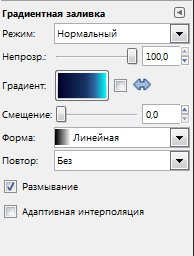 Градиентная заливка
Режим: Нормальный
Непрозр.: 100,0
Градиент:
Смещение: 0,0
Форма: Линейная
Повтор: Без
Размывание
Адаптивная интерполяция